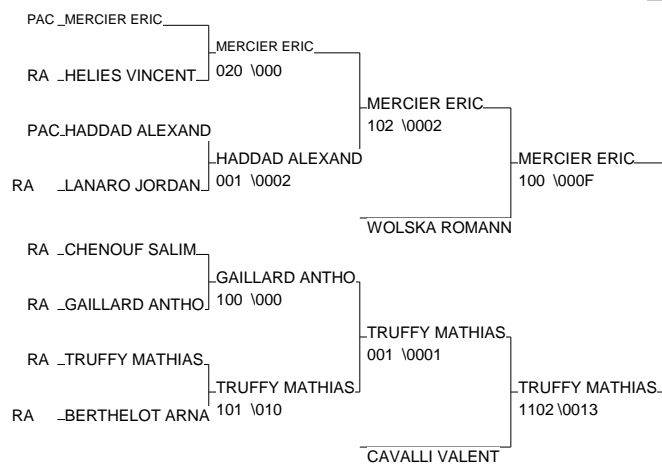 PAC MERCIER ERIC
MERCIER ERIC
020 \000
RA HELIES VINCENT
MERCIER ERIC
102 \0002
PAC HADDAD ALEXAND
HADDAD ALEXAND
001 \0002
MERCIER ERIC
100 \000F
RA LANARO JORDAN
WOLSKA ROMANN
RA CHENOUF SALIM
GAILLARD ANTHO
100 \000
RA GAILLARD ANTHO
TRUFFY MATHIAS
001 \0001
RA TRUFFY MATHIAS
TRUFFY MATHIAS
101 \010
TRUFFY MATHIAS
1102 \0013
RA BERTHELOT ARNA
CAVALLI VALENT